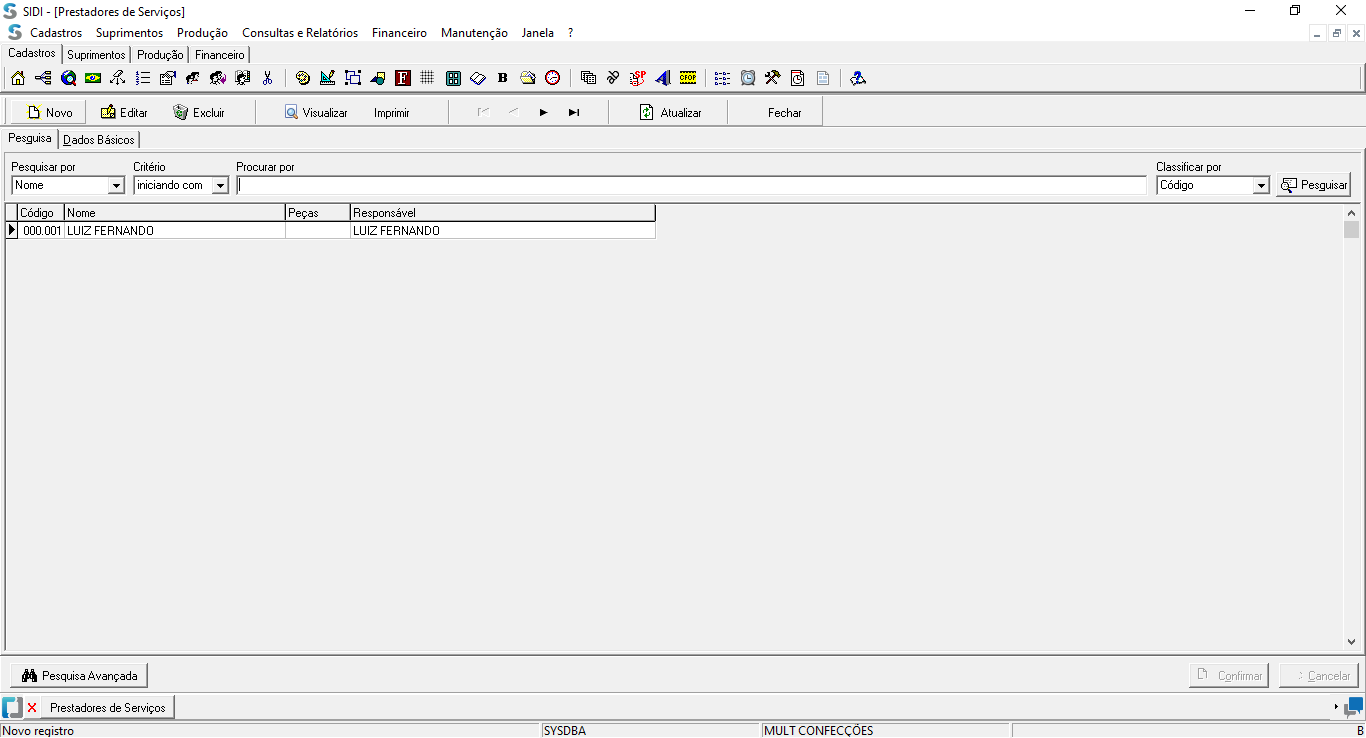 SIDI - [Prestadores de Serviços]
Cadastros Suprimentos Produção Consultas e Relatórios Financeiro Manutenção Janela ?
Cadastros Suprimentos Produção Financeiro
F B SP CFOP
Novo Editar Excluir Visualizar Imprimir Atualizar Fechar
Pesguisa Dados Básicos
Pesquisar por Critério Procurar por Classificar por
Nome iniciando com Código Pesquisar
Código Nome Peças Responsável
000.001 LUIZ FERNANDO LUIZ FERNANDO
Pesquisa Avançada Confirmar Cancelar
Prestadores de Serviços
Novo registro SYSDBA MULT CONFECÇÕES B